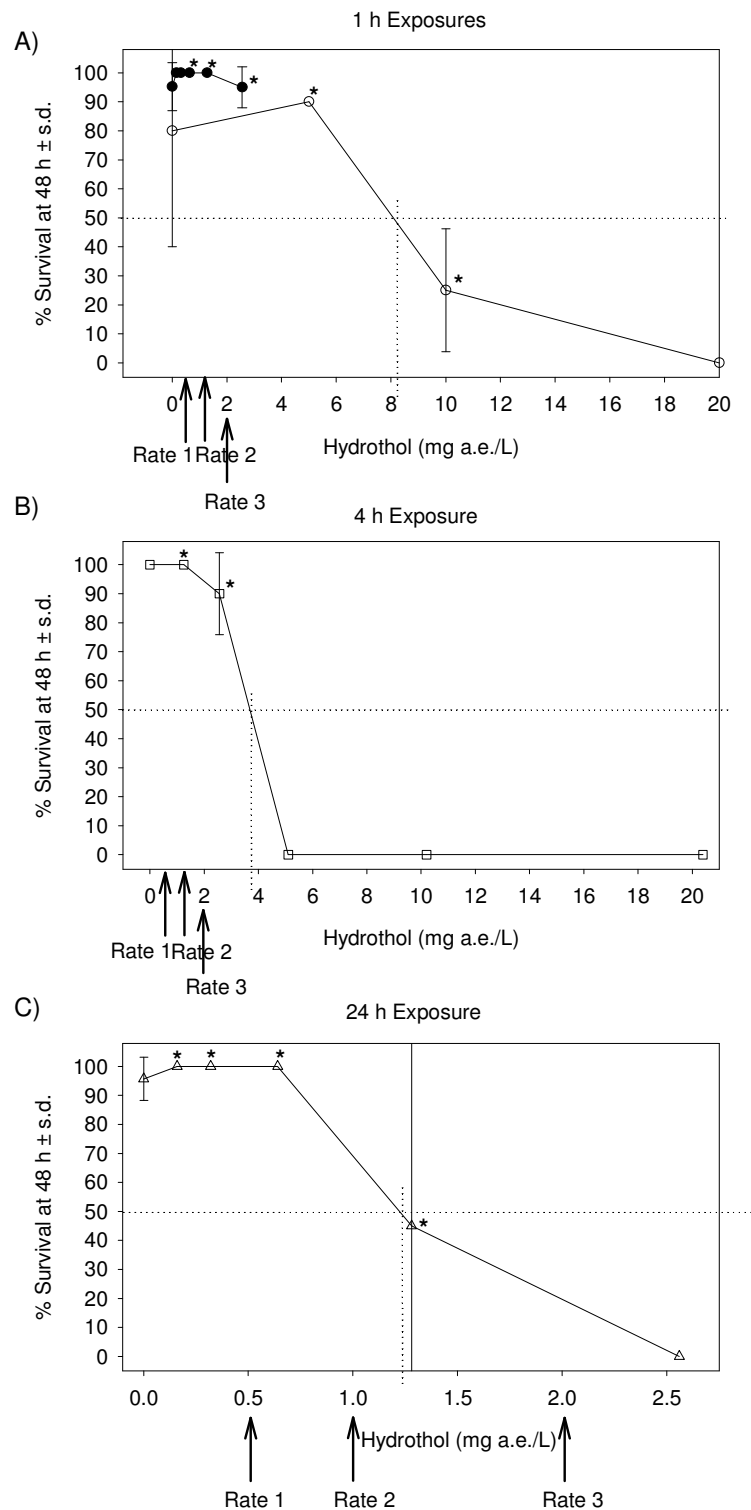 1 h Exposures
A)
100
90
80
70
60
50
40
30
20
10
0
% Survival at 48 h ± s.d.
* * * * *
0 2 4 6 8 10 12 14 16 18 20
Hydrothol (mg a.e./L)
Rate 1 Rate 2
Rate 3
B)
4 h Exposure
100
90
80
70
60
50
40
30
20
10
0
% Survival at 48 h ± s.d.
* *
0 2 4 6 8 10 12 14 16 18 20
Hydrothol (mg a.e./L)
Rate 1 Rate 2
Rate 3
C)
24 h Exposure
100
90
80
70
60
50
40
30
20
10
0
% Survival at 48 h ± s.d.
* * * *
0.0 0.5 1.0 1.5 2.0 2.5
Hydrothol (mg a.e./L)
Rate 1 Rate 2 Rate 3